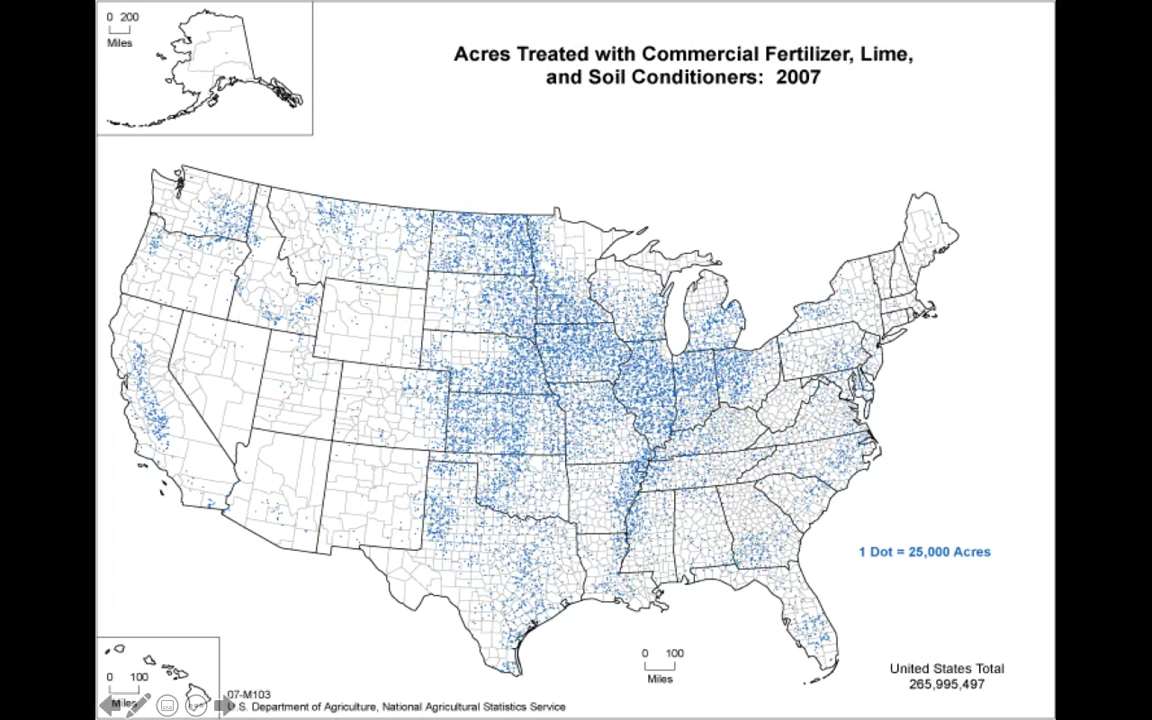 0 200
Miles
Acres Treated with Commercial Fertilizer, Lime,
and Soil Conditioners: 2007
1 Dot = 25,000 Acres
0 100
Miles
United States Total
265,995,497
0 100
Miles
07-M103
U.S. Department of Agriculture, National Agricultural Statistics Service